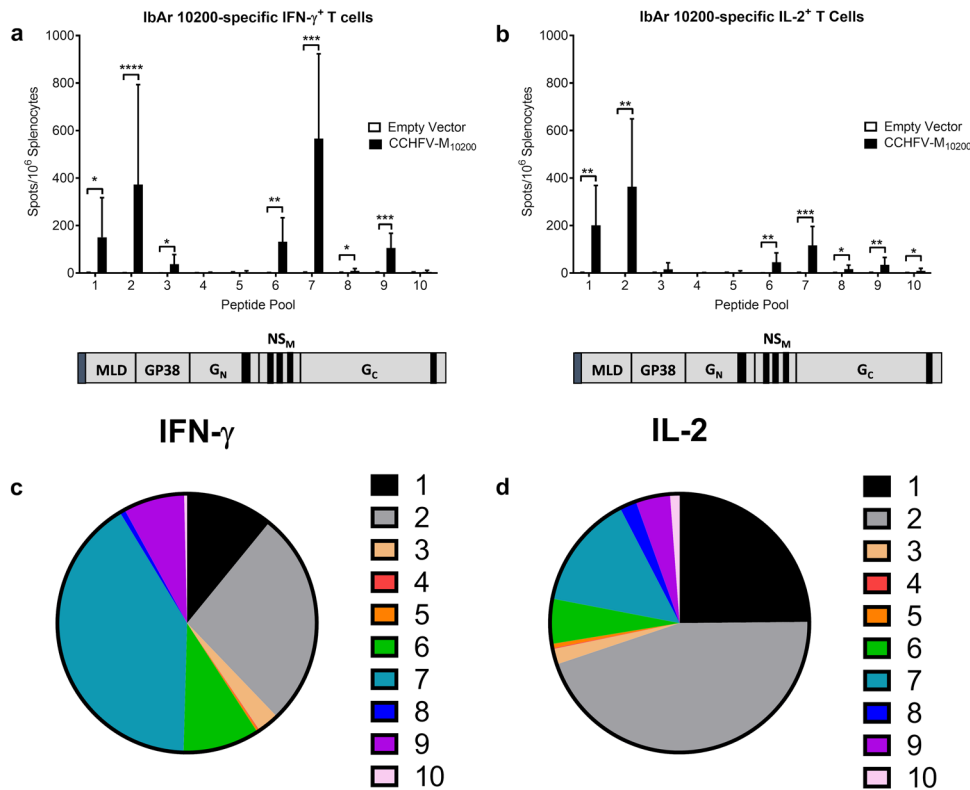 a
IbAr 10200-specific IFN-γ+ T cells
1000
800
600
400
200
0
Spots/10^6 Splenocytes
*
****
*
**
***
*
***
Empty Vector
CCHFV-M10200
1 2 3 4 5 6 7 8 9 10
Peptide Pool
NSM
MLD GP38 GN GC
b
IbAr 10200-specific IL-2+ T Cells
1000
800
600
400
200
0
Spots/10^6 Splenocytes
**
**
**
***
*
**
*
Empty Vector
CCHFV-M10200
1 2 3 4 5 6 7 8 9 10
Peptide Pool
NSM
MLD GP38 GN GC
IFN-γ
c
1
2
3
4
5
6
7
8
9
10
IL-2
d
1
2
3
4
5
6
7
8
9
10